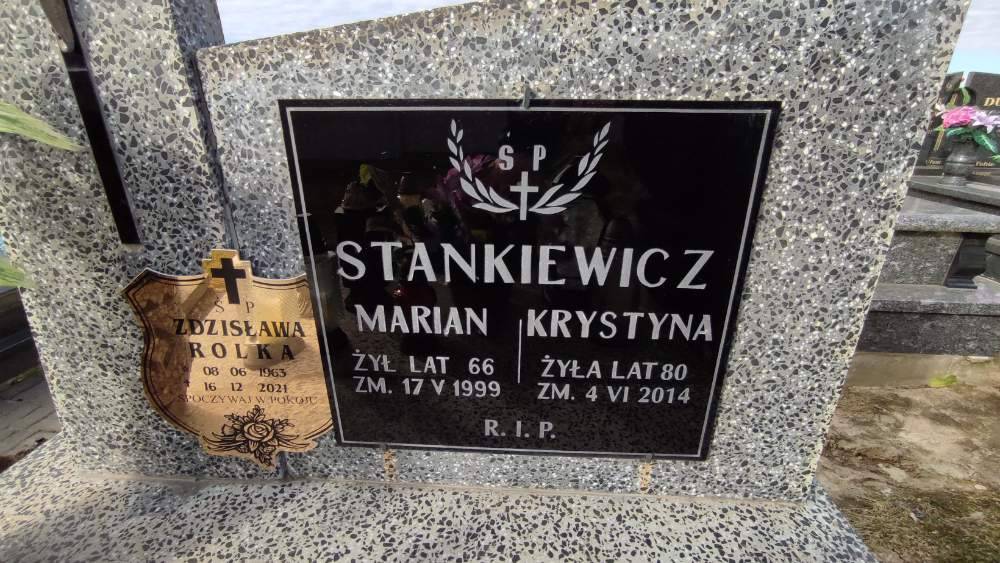 Ś P
ZDZISŁAWA
ROLKA
08 06 1963
16 12 2021
SPOCZYWAJ W POKOJU
Ś P
STANKIEWICZ
MARIAN
ŻYŁ LAT 66
ZM. 17 V 1999
KRYSTYNA
ŻYŁA LAT 80
ZM. 4 VI 2014
R. I. P.
DU